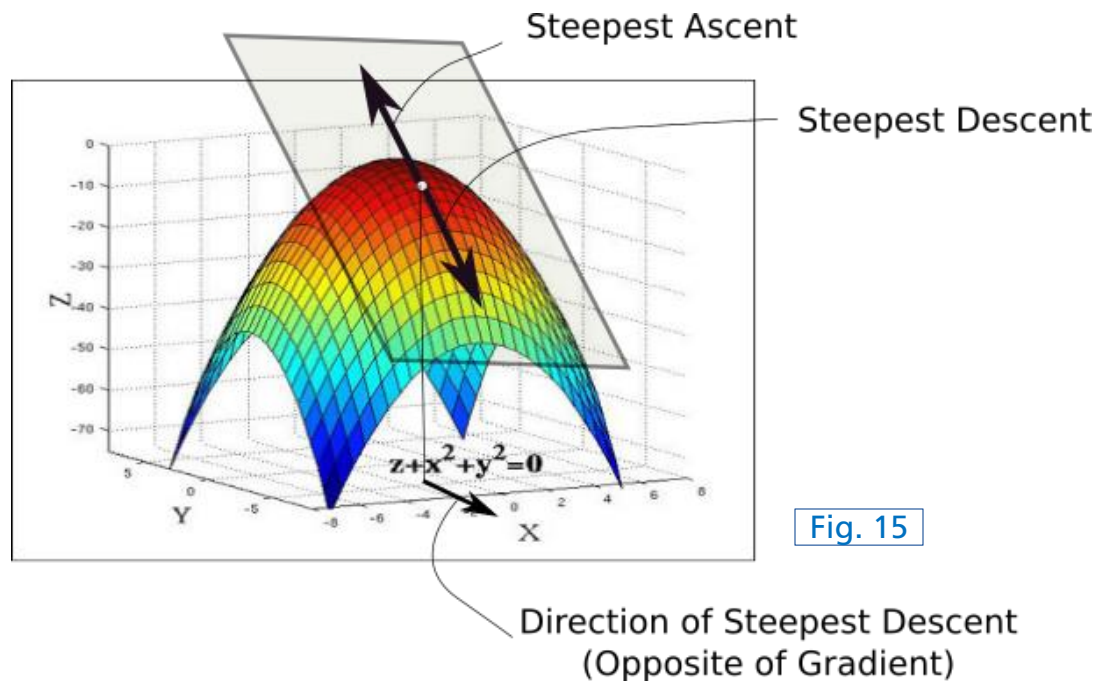 Steepest Ascent
Steepest Descent
0
-10
-20
-30
-40
-50
-60
-70
Z
z+x²+y²=0
5
0
-5
Y
-8
-6
-4
0
2
4
6
8
X
Fig. 15
Direction of Steepest Descent
(Opposite of Gradient)